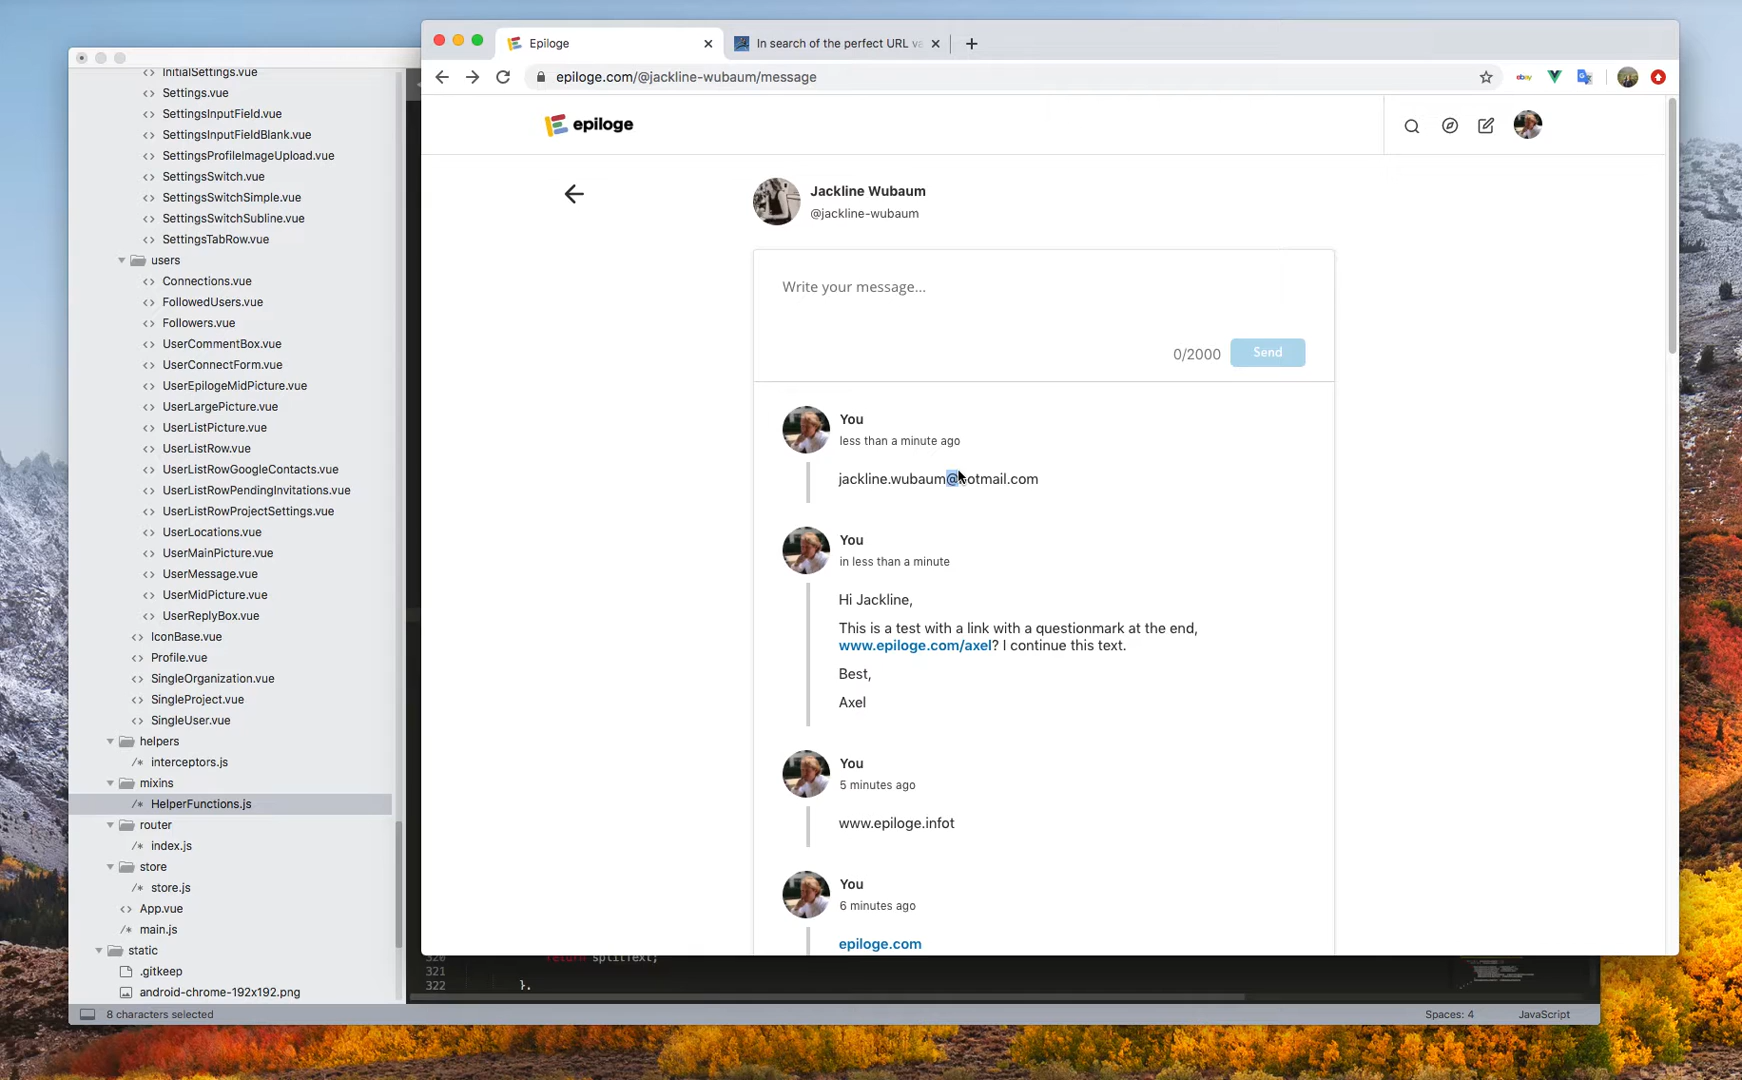 InitialSettings.vue
Settings.vue
SettingsInputField.vue
SettingsInputFieldBlank.vue
SettingsProfileImageUpload.vue
SettingsSwitch.vue
SettingsSwitchSimple.vue
SettingsSwitchSubline.vue
SettingsTabRow.vue
users
Connections.vue
FollowedUsers.vue
Followers.vue
UserCommentBox.vue
UserConnectForm.vue
UserEpilogeMidPicture.vue
UserLargePicture.vue
UserListPicture.vue
UserListRow.vue
UserListRowGoogleContacts.vue
UserListRowPendingInvitations.vue
UserListRowProjectSettings.vue
UserLocations.vue
UserMainPicture.vue
UserMessage.vue
UserMidPicture.vue
UserReplyBox.vue
IconBase.vue
Profile.vue
SingleOrganization.vue
SingleProject.vue
SingleUser.vue
helpers
interceptors.js
mixins
HelperFunctions.js
router
index.js
store
store.js
App.vue
main.js
static
.gitkeep
android-chrome-192x192.png
8 characters selected
Epiloge
In search of the perfect URL va
epiloge.com/@jackline-wubaum/message
ebay
epiloge
Jackline Wubaum
@jackline-wubaum
Write your message...
0/2000
Send
You
less than a minute ago
jackline.wubaum@hotmail.com
You
in less than a minute
Hi Jackline,
This is a test with a link with a questionmark at the end,
www.epiloge.com/axel? I continue this text.
Best,
Axel
You
5 minutes ago
www.epiloge.infot
You
6 minutes ago
epiloge.com
320 return splitText;
321
322 },
Spaces: 4
JavaScript